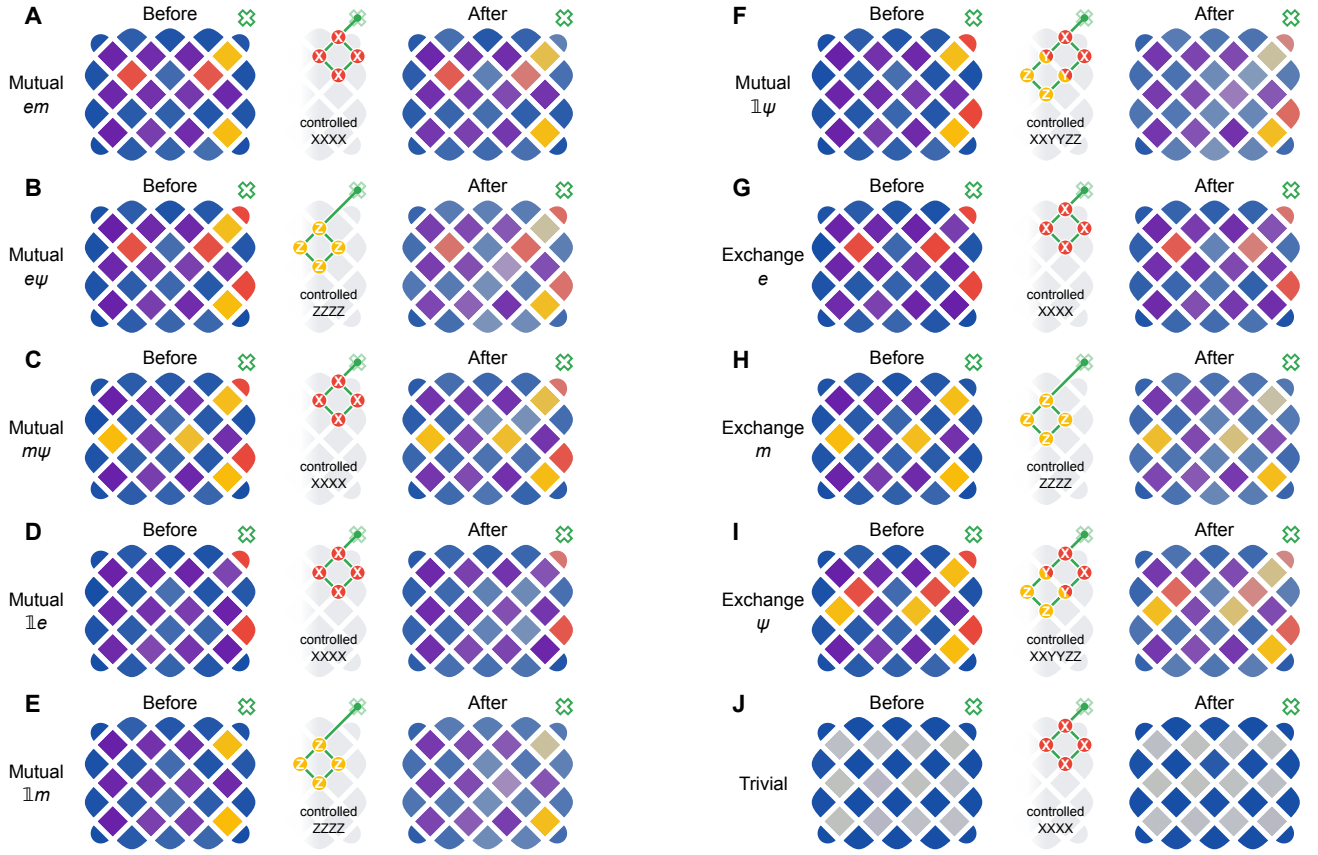 A
Before
After
Mutual
em
X
X X
X
controlled
XXXX
B
Before
After
Mutual
eψ
Z
Z Z
Z
controlled
ZZZZ
C
Before
After
Mutual
mψ
X
X X
X
controlled
XXXX
D
Before
After
Mutual
𝟙e
X
X X
X
controlled
XXXX
E
Before
After
Mutual
𝟙m
Z
Z Z
Z
controlled
ZZZZ
F
Before
After
Mutual
𝟙ψ
X
Y X
Z Y
Z
controlled
XXYYZZ
G
Before
After
Exchange
e
X
X X
X
controlled
XXXX
H
Before
After
Exchange
m
Z
Z Z
Z
controlled
ZZZZ
I
Before
After
Exchange
ψ
X
Y X
Z Y
Z
controlled
XXYYZZ
J
Before
After
Trivial
X
X X
X
controlled
XXXX